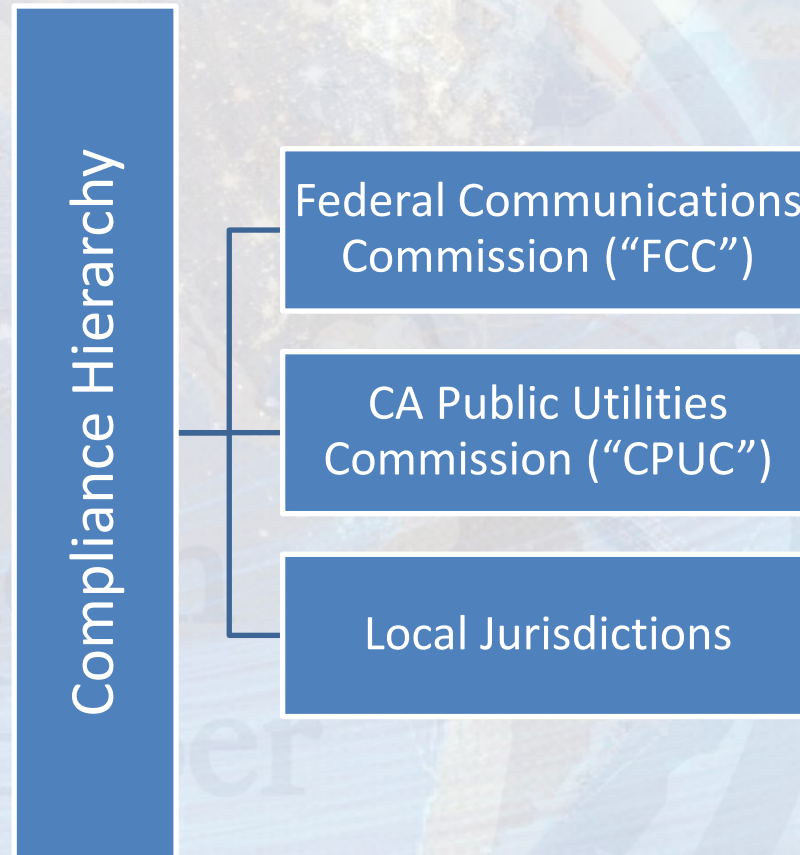 Compliance Hierarchy
Federal Communications
Commission (“FCC”)
CA Public Utilities
Commission (“CPUC”)
Local Jurisdictions